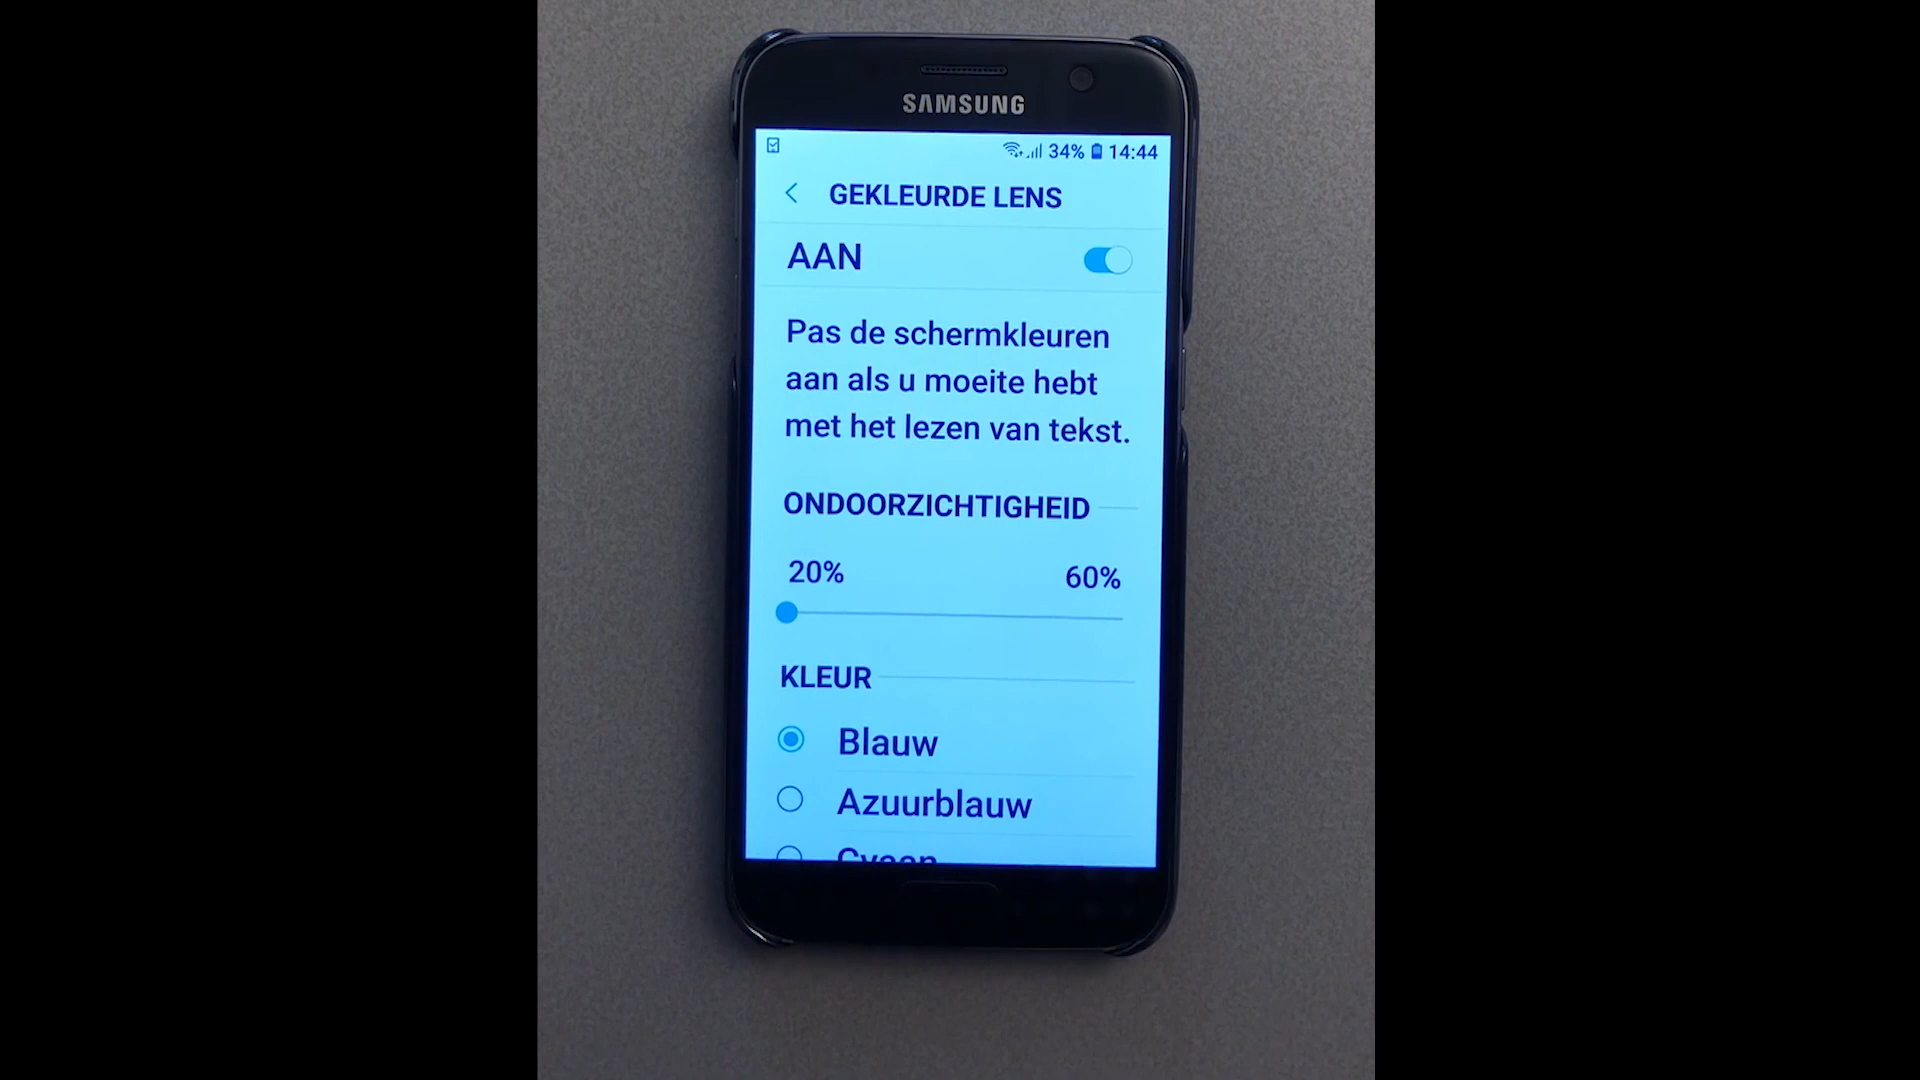 SAMSUNG
34% 14:44
GEKLEURDE LENS
AAN
Pas de schermkleuren
aan als u moeite hebt
met het lezen van tekst.
ONDOORZICHTIGHEID
20% 60%
KLEUR
Blauw
Azuurblauw
Cyaan